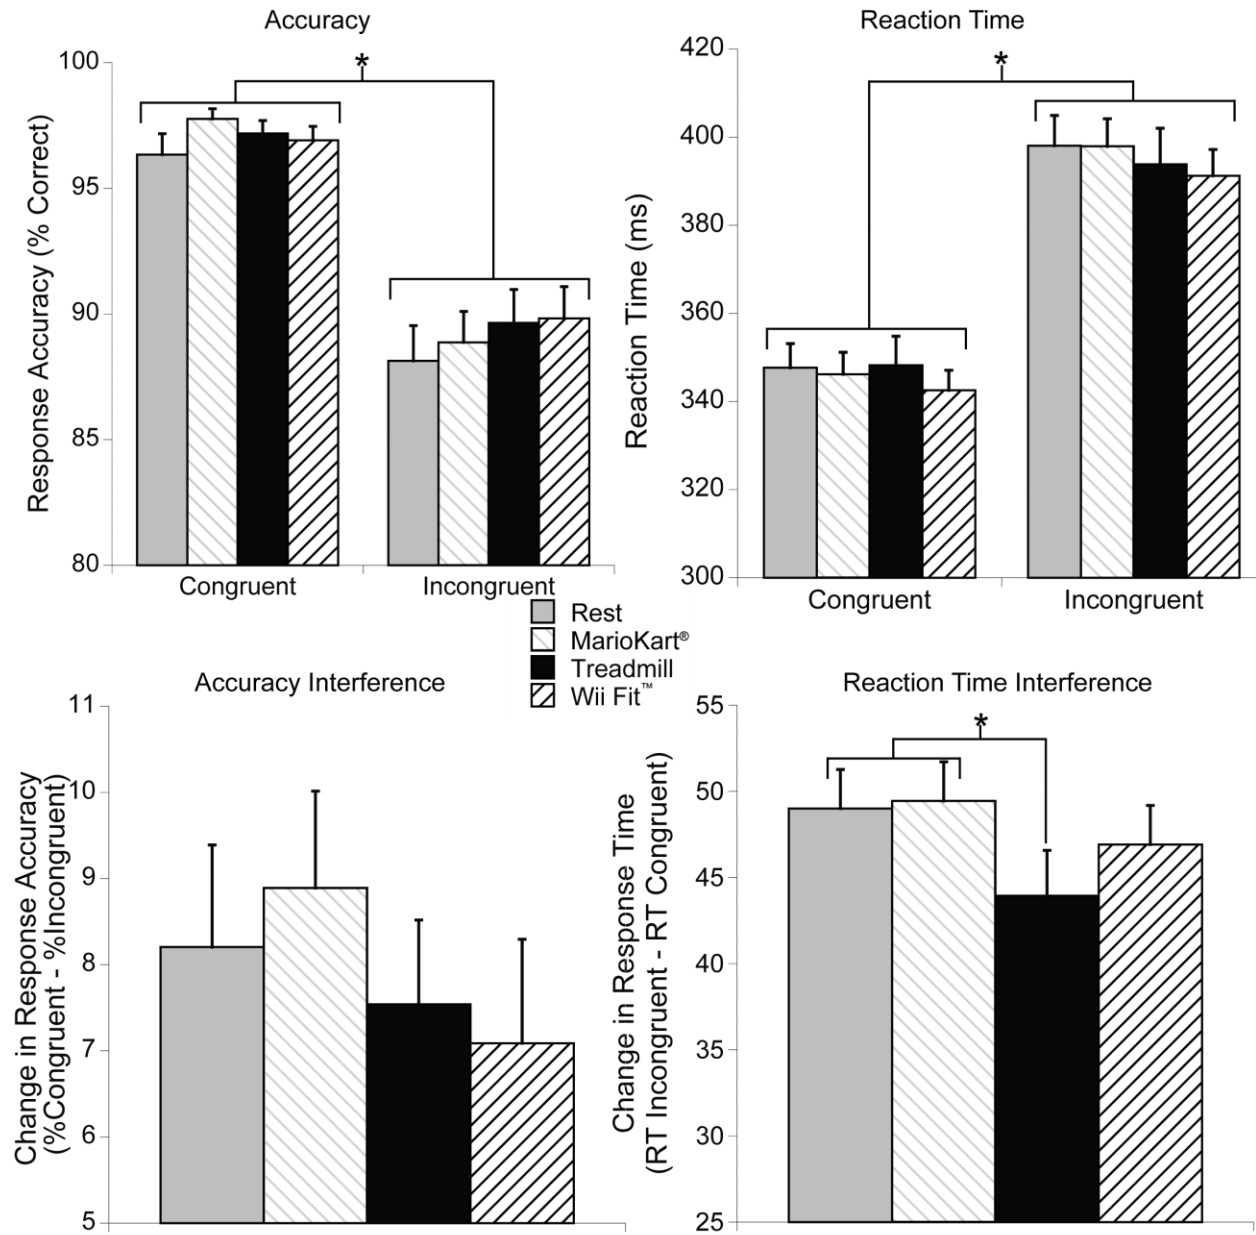 Accuracy
Response Accuracy (% Correct)
100
95
90
85
80
*
Congruent
Incongruent
Reaction Time
Reaction Time (ms)
420
400
380
360
340
320
300
*
Congruent
Incongruent
Rest
MarioKart®
Treadmill
Wii Fit™
Accuracy Interference
Change in Response Accuracy
(%Congruent - %Incongruent)
11
10
9
8
7
6
5
Reaction Time Interference
Change in Response Time
(RT Incongruent - RT Congruent)
55
50
45
40
35
30
25
*